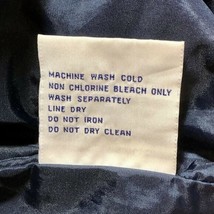 MACHINE WASH COLD
NON CHLORINE BLEACH ONLY
WASH SEPARATELY
LINE DRY
DO NOT IRON
DO NOT DRY CLEAN